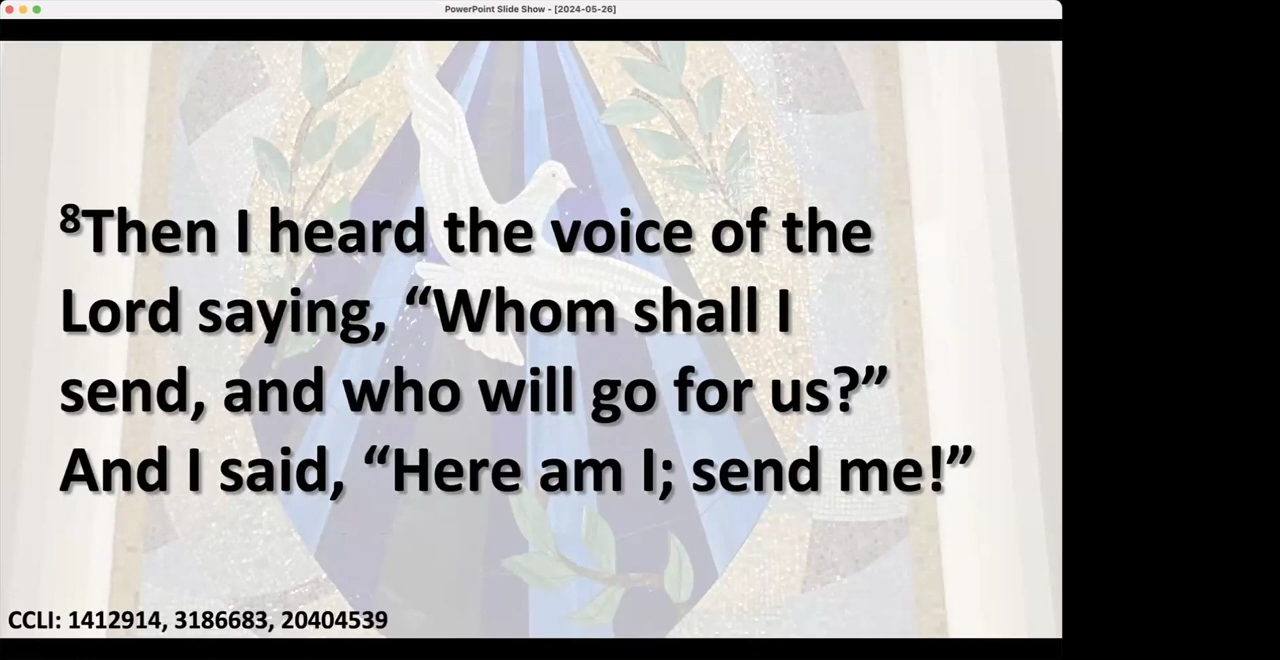 PowerPoint Slide Show - [2024-05-26]
⁸Then I heard the voice of the
Lord saying, “Whom shall I
send, and who will go for us?”
And I said, “Here am I; send me!”
CCLI: 1412914, 3186683, 20404539